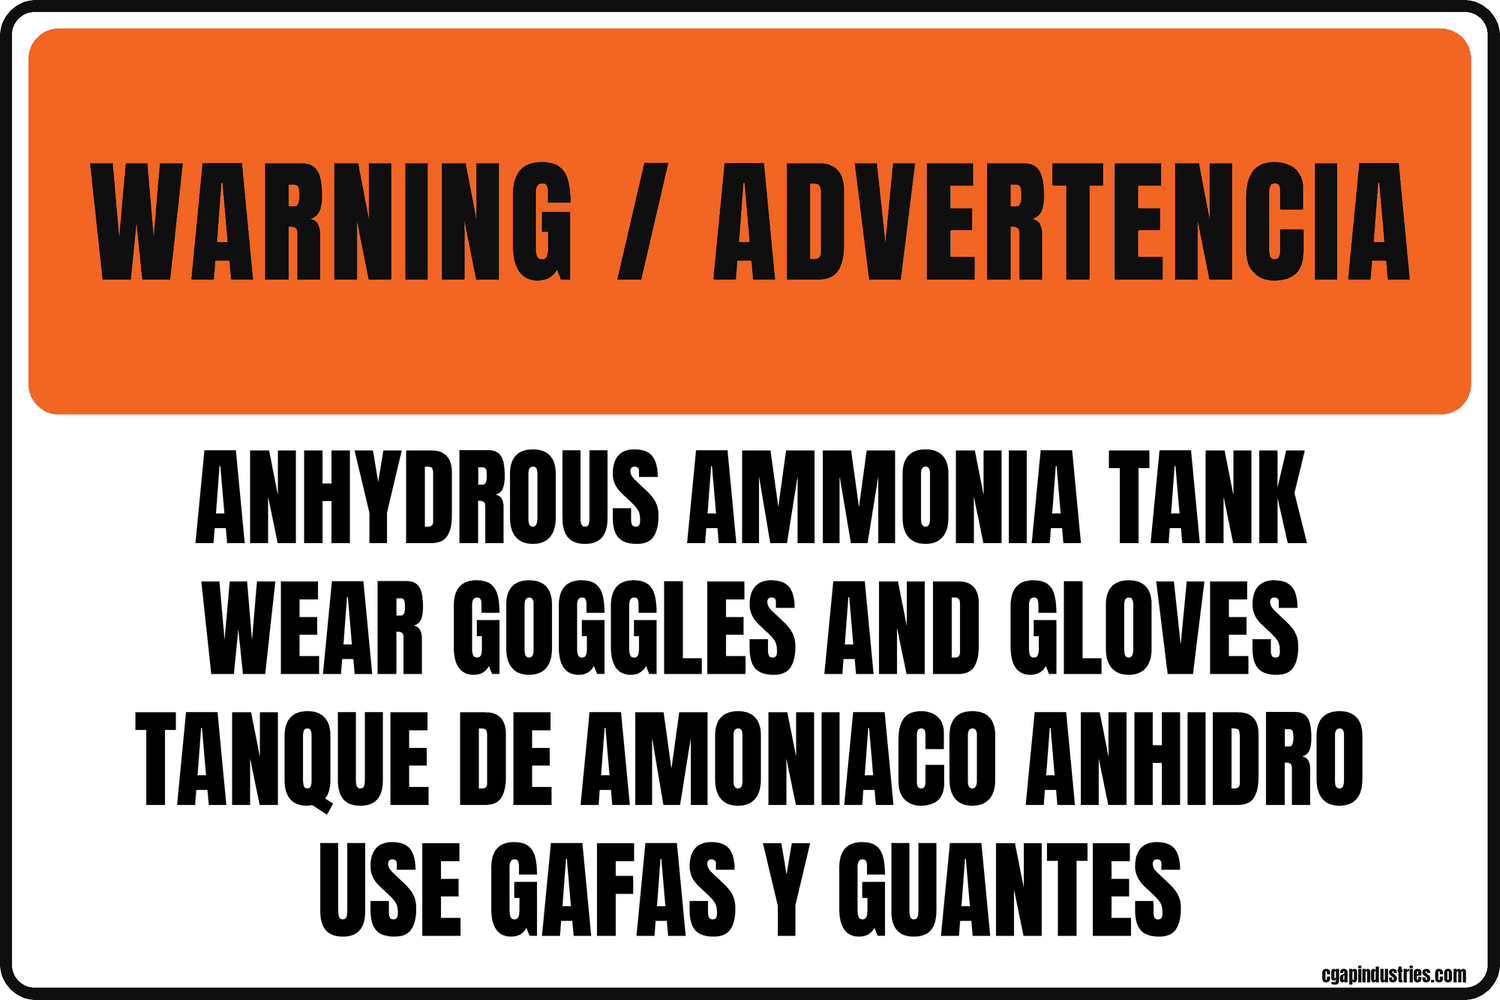 WARNING / ADVERTENCIA
ANHYDROUS AMMONIA TANK
WEAR GOGGLES AND GLOVES
TANQUE DE AMONIACO ANHIDRO
USE GAFAS Y GUANTES
cgapindustries.com